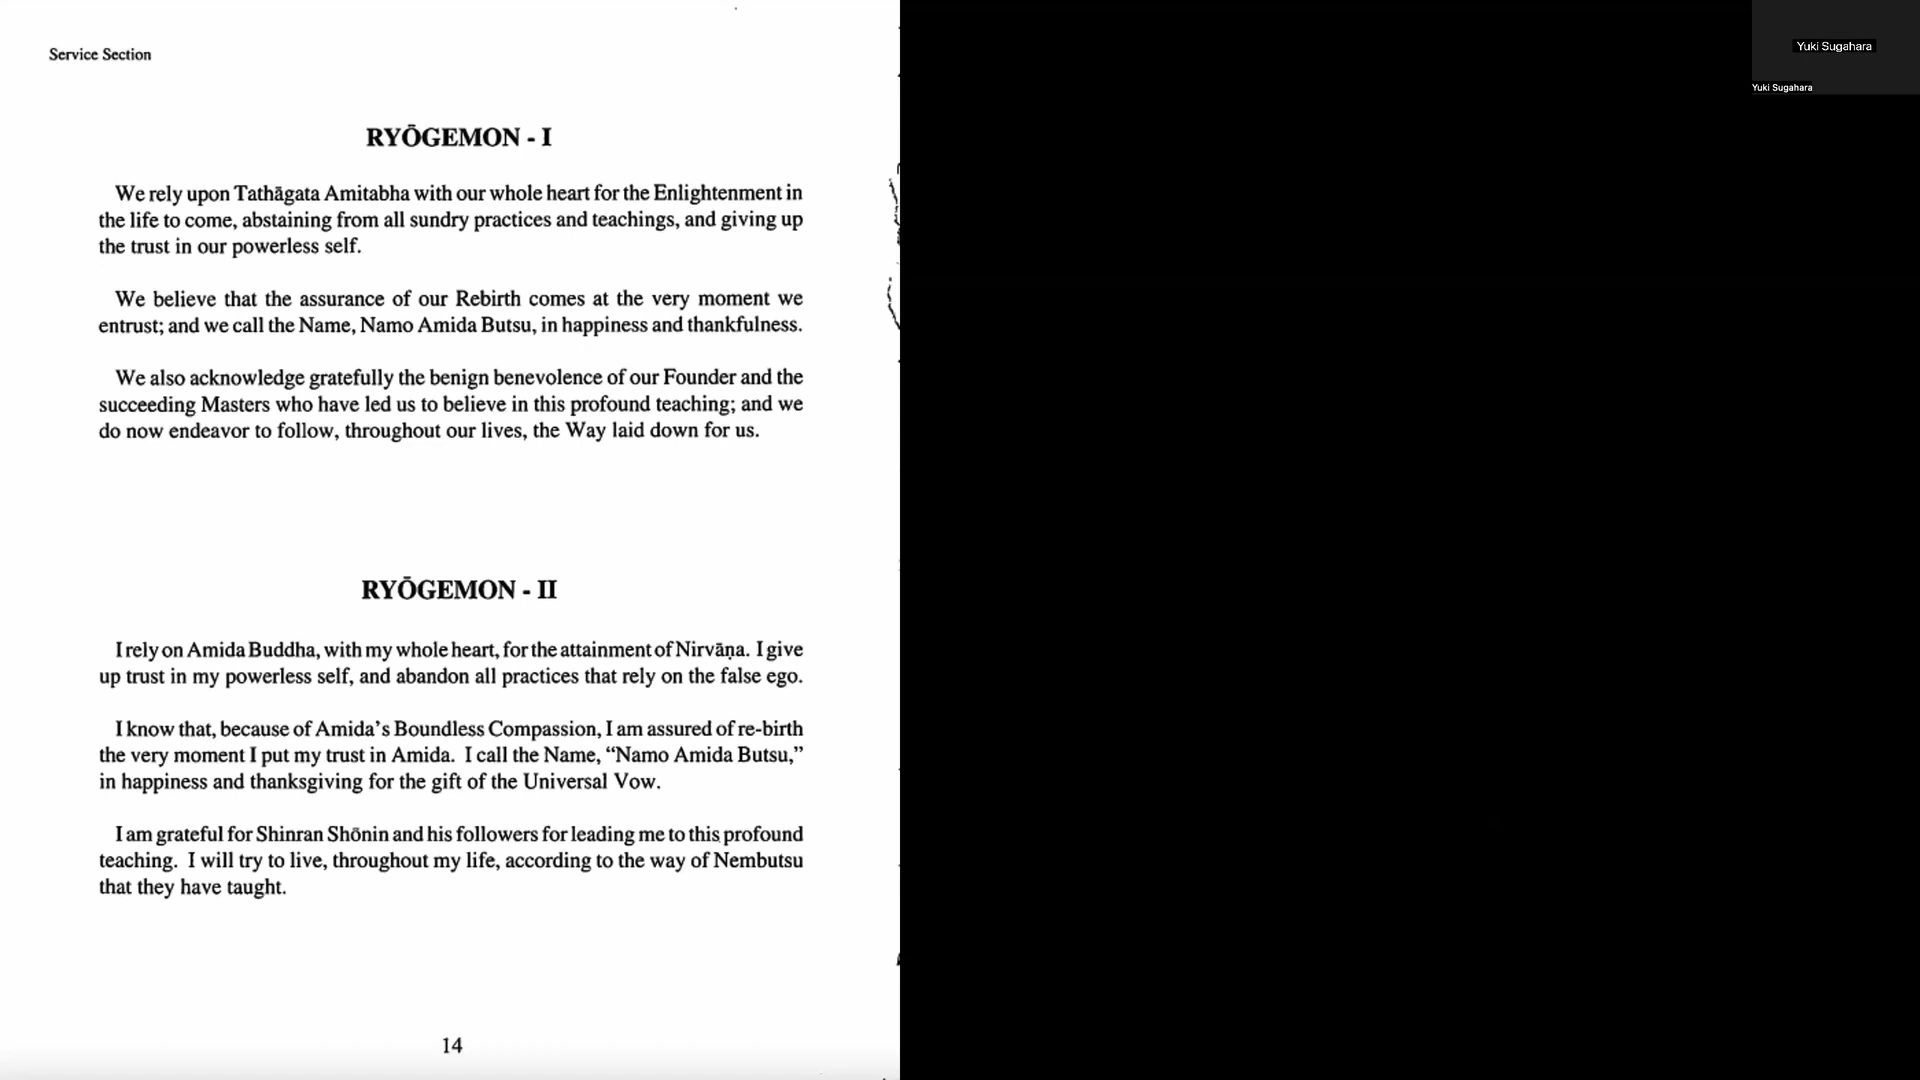 Service Section
Yuki Sugahara
Yuki Sugahara
RYŌGEMON - I
We rely upon Tathāgata Amitabha with our whole heart for the Enlightenment in
the life to come, abstaining from all sundry practices and teachings, and giving up
the trust in our powerless self.
We believe that the assurance of our Rebirth comes at the very moment we
entrust; and we call the Name, Namo Amida Butsu, in happiness and thankfulness.
We also acknowledge gratefully the benign benevolence of our Founder and the
succeeding Masters who have led us to believe in this profound teaching; and we
do now endeavor to follow, throughout our lives, the Way laid down for us.
RYŌGEMON - II
I rely on Amida Buddha, with my whole heart, for the attainment of Nirvāṇa. I give
up trust in my powerless self, and abandon all practices that rely on the false ego.
I know that, because of Amida's Boundless Compassion, I am assured of re-birth
the very moment I put my trust in Amida. I call the Name, “Namo Amida Butsu,”
in happiness and thanksgiving for the gift of the Universal Vow.
I am grateful for Shinran Shōnin and his followers for leading me to this profound
teaching. I will try to live, throughout my life, according to the way of Nembutsu
that they have taught.
14